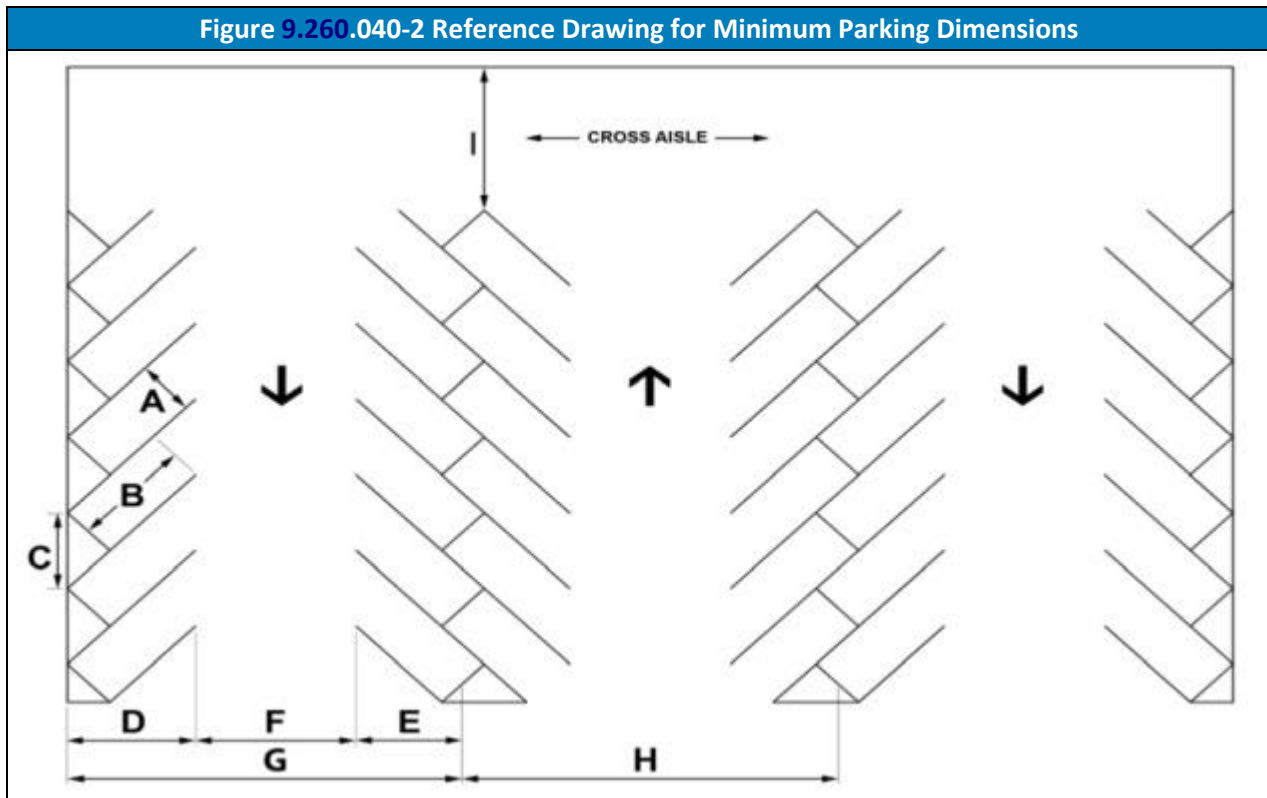 Figure 9.260.040-2 Reference Drawing for Minimum Parking Dimensions
I
CROSS AISLE
A
B
C
D F E
G H